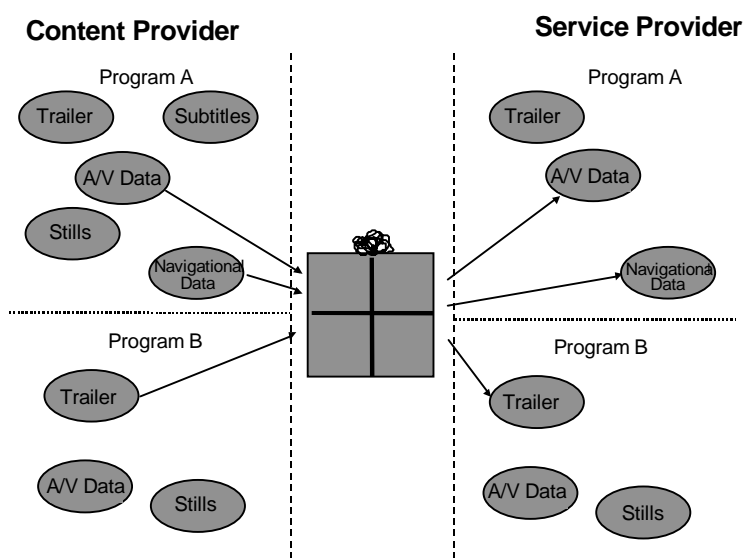 Content Provider
Program A
Trailer
Subtitles
A/V Data
Stills
Navigational
Data
Program B
Trailer
A/V Data
Stills
Service Provider
Program A
Trailer
A/V Data
Navigational
Data
Program B
Trailer
A/V Data
Stills